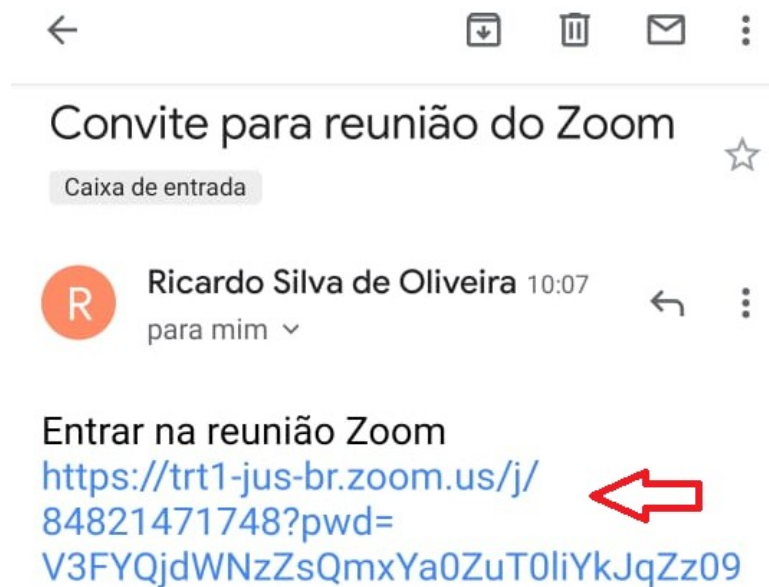 Convite para reunião do Zoom
Caixa de entrada
R
Ricardo Silva de Oliveira 10:07
para mim
Entrar na reunião Zoom
https://trt1-jus-br.zoom.us/j/
84821471748?pwd=
V3FYQjdWNzZsQmxYa0ZuT0liYkJqZz09